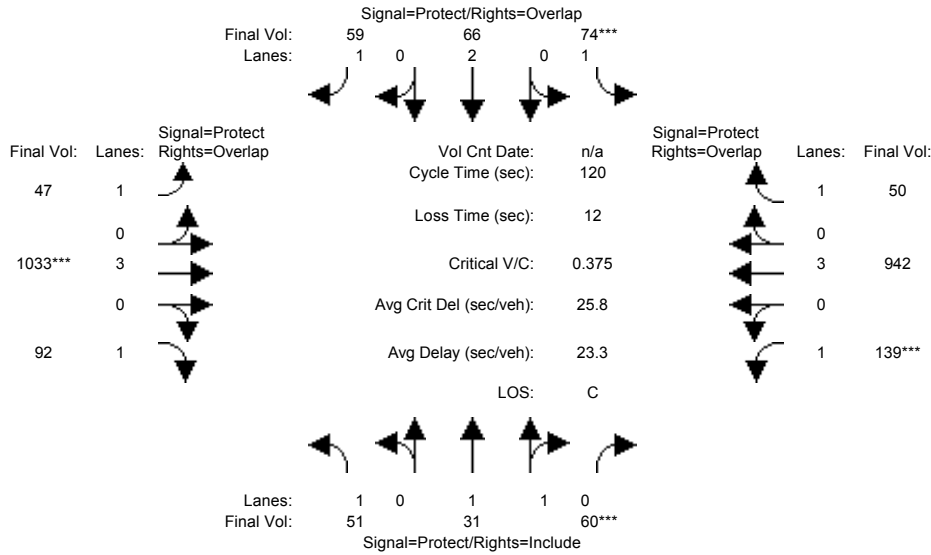 Signal=Protect/Rights=Overlap
Final Vol: 59 66 74***
Lanes: 1 0 2 0 1
Signal=Protect
Final Vol: Lanes: Rights=Overlap
Vol Cnt Date: n/a
Signal=Protect
Rights=Overlap Lanes: Final Vol:
Cycle Time (sec): 120
47 1
1 50
Loss Time (sec): 12
0
0
1033*** 3
Critical V/C: 0.375
3 942
0
Avg Crit Del (sec/veh): 25.8
0
92 1
Avg Delay (sec/veh): 23.3
1 139***
LOS: C
Lanes: 1 0 1 1 0
Final Vol: 51 31 60***
Signal=Protect/Rights=Include